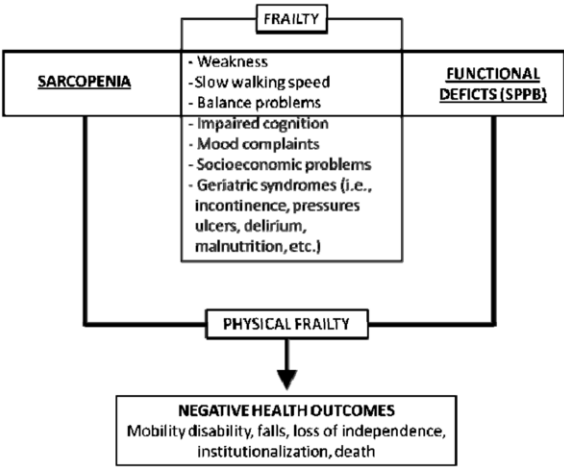 FRAILTY
SARCOPENIA
- Weakness
-Slow walking speed
- Balance problems
- Impaired cognition
- Mood complaints
- Socioeconomic problems
- Geriatric syndromes (i.e.,
incontinence, pressures
ulcers, delirium,
malnutrition, etc.)
FUNCTIONAL
DEFICITS (SPPB)
PHYSICAL FRAILTY
NEGATIVE HEALTH OUTCOMES
Mobility disability, falls, loss of independence,
institutionalization, death